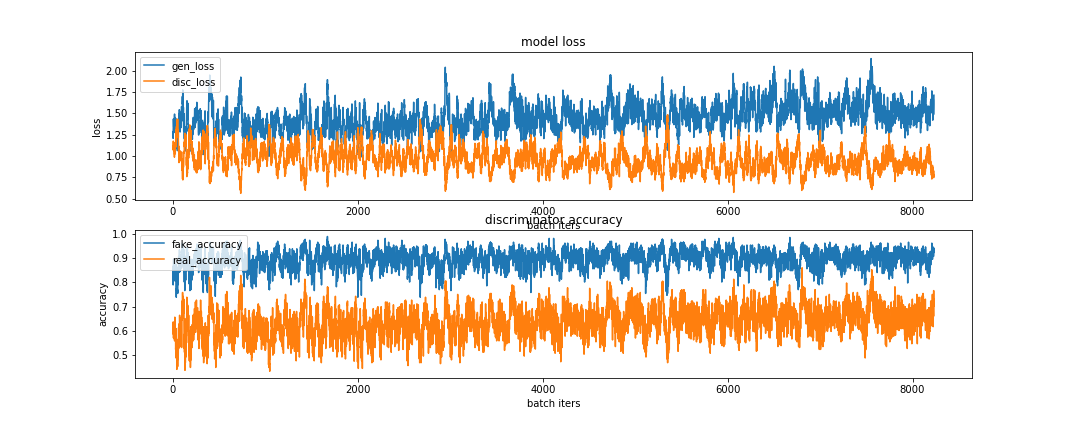 model loss
gen_loss
disc_loss
2.00
1.75
1.50
1.25
1.00
0.75
0.50
loss
0 2000 4000 6000 8000
batch iters
discriminator accuracy
fake_accuracy
real_accuracy
1.0
0.9
0.8
0.7
0.6
0.5
accuracy
0 2000 4000 6000 8000
batch iters